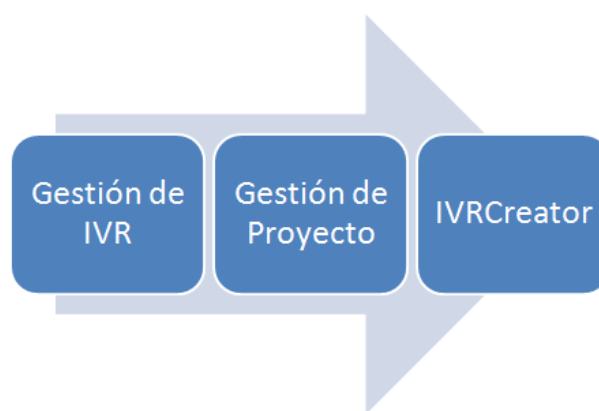 Gestión de
IVR
Gestión de
Proyecto
IVRCreator